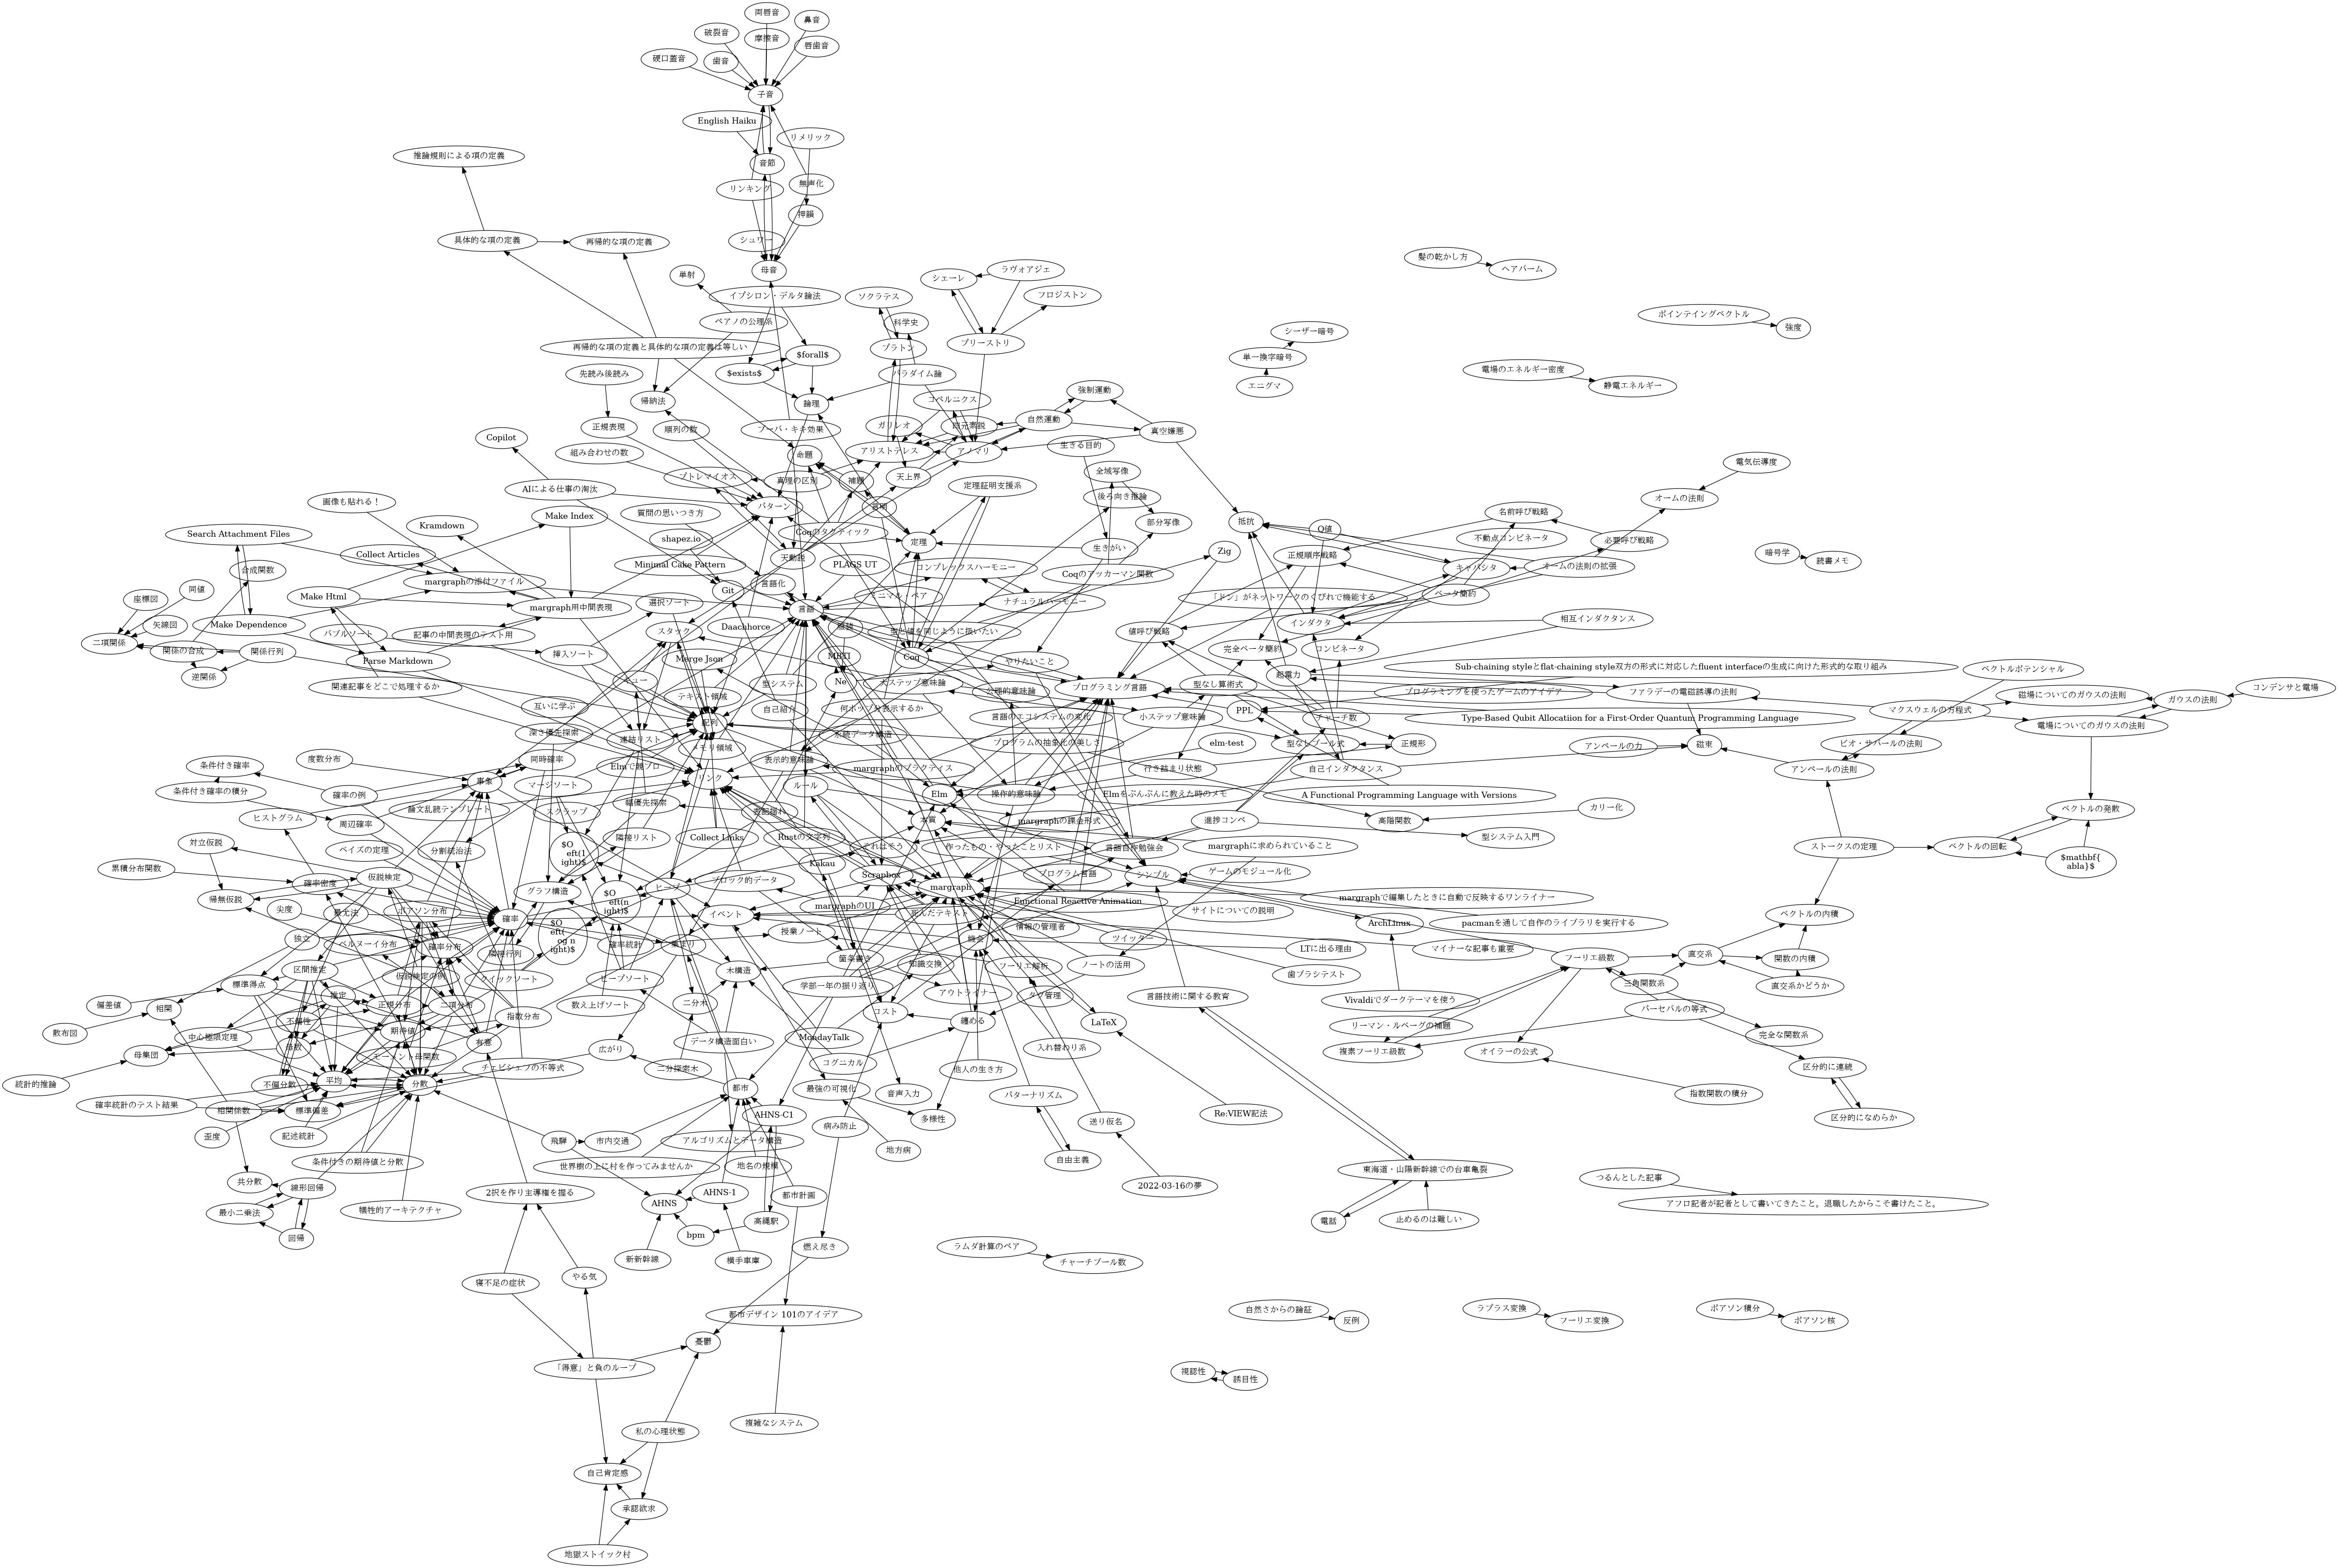 両唇音
鼻音
破裂音
摩擦音
唇歯音
硬口蓋音
歯音
子音
English Haiku
リメリック
推論規則による項の定義
音節
リンキング
無声化
押韻
具体的な項の定義
再帰的な項の定義
シュワー
母音
単射
イプシロン・デルタ論法
ペアノの公理系
再帰的な項の定義と具体的な項の定義は等しい
$forall$
$exists$
先読み後読み
帰納法
論理
正規表現
順列の数
ブーバ・キキ効果
Copilot
組み合わせの数
命題
AIによる仕事の淘汰
プトレマイオス
真理の区別
補題
パターン
ラヴォアジェ
シェーレ
フロジストン
ソクラテス
科学史
プラトン
プリーストリ
パラダイム論
コペルニクス
強制運動
ガリレオ
四元素説
自然運動
アリストテレス
アノマリ
真空嫌悪
生きる目的
天上界
全域写像
定理証明支援系
後ろ向き推論
部分写像
髪の乾かし方
ヘアバーム
ポインテイングベクトル
強度
シーザー暗号
単一換字暗号
エニグマ
電場のエネルギー密度
静電エネルギー
電気伝導度
オームの法則
暗号学
読書メモ
画像も貼れる！
Kramdown
Make Index
質問の思いつき方
Search Attachment Files
Collect Articles
shapez.io
Coqのタクティック
定理
生きがい
天動説
Minimal Cake Pattern
PLAGS UT
コンプレックスハーモニー
Coqのアッカーマン関数
Zig
合成関数
margraphの添付ファイル
言語化
Git
ミニマル・ペア
ナチュラルハーモニー
座標図
同値
Make Html
margraph用中間表現
選択ソート
言語
矢線図
Make Dependence
バブルソート
記事の中間表現のテスト用
スタック
Daachhorce
型と値を同じように扱いたい
二項関係
関係の合成
関係行列
Parse Markdown
挿入ソート
Merge Json
MBTI
Coq
やりたいこと
逆関係
関連記事をどこで処理するか
キュー
型システム
Ne
大ステップ意味論
公理的意味論
プログラミング言語
互いに学ぶ
テキスト領域
自己紹介
何ホップ分表示するか
言語のエコシステムの変化
小ステップ意味論
配列
深さ優先探索
連結リスト
永続データ構造
プログラムの抽象化の美しさ
elm-test
抵抗
Q値
名前呼び戦略
不動点コンビネータ
必要呼び戦略
正規順序戦略
キャパシタ
オームの法則の拡張
「ドン」がネットワークのくびれで機能する
ベータ簡約
インダクタ
相互インダクタンス
値呼び戦略
完全ベータ簡約
コンビネータ
起電力
Sub-chaining styleとflat-chaining style双方の形式に対応したfluent interfaceの生成に向けた形式的な取り組み
型なし算術式
プログラミングを使ったゲームのアイデア
ファラデーの電磁誘導の法則
PPL
チャーチ数
Type-Based Qubit Allocatiion for a First-Order Quantum Programming Language
型なしブール式
正規形
アンペールの力
磁束
ベクトルポテンシャル
磁場についてのガウスの法則
ガウスの法則
コンデンサと電場
マクスウェルの方程式
電場についてのガウスの法則
ビオ・サバールの法則
アンペールの法則
行き詰まり状態
自己インダクタンス
条件付き確率
度数分布
事象
同時確率
Elmで競プロ
メモリ領域
表示的意味論
margraphのプラクティス
条件付き確率の積分
確率の例
マージソート
リンク
ルール
Elm
操作的意味論
Elmをぶんぶんに教えた時のメモ
A Functional Programming Language with Versions
カリー化
高階関数
ヒストグラム
論文乱読テンプレート
スクラップ
幅優先探索
表記揺れ
本質
margraphの課金形式
進捗コンペ
型システム入門
周辺確率
Collect Links
Rustの文字列
隣接リスト
対立仮説
ベイズの定理
分割統治法
$O
eft(1
ight)$
それはそう
作ったもの・やったことリスト
言語自作勉強会
margraphに求められていること
累積分布関数
確率密度
仮説検定
Kakau
Scrapbox
プログラム言語
シンプル
ゲームのモジュール化
帰無仮説
グラフ構造
ヒープ
ブロック的データ
margraph
最尤法
ポアソン分布
$O
eft(n
ight)$
margraphのUI
Functional Reactive Animation
margraphで編集したときに自動で反映するワンライナー
尖度
確率
イベント
死んだテキスト
サイトについての説明
ArchLinux
pacmanを通して自作のライブラリを実行する
$O
eft(
og n
ight)$
情報の管理者
独立
ベルヌーイ分布
確率分布
隣接行列
確率統計
集まり
授業ノート
機会
ツイッター
LTに出る理由
マイナーな記事も重要
区間推定
仮説検定の例
クイックソート
ヒープソート
木構造
箇条書き
知識交換
フーリエ解析
ノートの活用
歯ブラシテスト
標準得点
推定
正規分布
二項分布
数え上げソート
二分木
学部一年の振り返り
アウトライナー
タグ管理
言語技術に関する教育
Vivaldiでダークテーマを使う
偏差値
相関
不偏性
期待値
指数分布
データ構造面白い
コスト
纏める
LaTeX
散布図
中心極限定理
有意
MondayTalk
母集団
モーメント母関数
広がり
コグニカル
入れ替わり系
統計的推論
不偏分散
平均
分散
チェビシェフの不等式
二分探索木
都市
最強の可視化
音声入力
他人の生き方
パターナリズム
Re:VIEW記法
確率統計のテスト結果
相関係数
標準偏差
AHNS-C1
病み防止
多様性
送り仮名
歪度
記述統計
飛騨
市内交通
アルゴリズムとデータ構造
地方病
条件付きの期待値と分散
世界樹の上に村を作ってみませんか
地名の規模
自由主義
共分散
線形回帰
2択を作り主導権を握る
AHNS-1
都市計画
2022-03-16の夢
最小二乗法
犠牲的アーキテクチャ
AHNS
高縄駅
回帰
bpm
燃え尽き
新新幹線
横手車庫
寝不足の症状
やる気
都市デザイン 101のアイデア
憂鬱
「得意」と負のループ
複雑なシステム
私の心理状態
自己肯定感
承認欲求
地獄ストイック村
ベクトルの発散
ストークスの定理
ベクトルの回転
$mathbf{
abla}$
ベクトルの内積
フーリエ級数
直交系
関数の内積
三角関数系
直交系かどうか
リーマン・ルベーグの補題
パーセバルの等式
完全な関数系
複素フーリエ級数
オイラーの公式
区分的に連続
指数関数の積分
区分的になめらか
東海道・山陽新幹線での台車亀裂
電話
止めるのは難しい
つるんとした記事
アフロ記者が記者として書いてきたこと。退職したからこそ書けたこと。
ラムダ計算のペア
チャーチブール数
自然さからの論証
反例
ラプラス変換
フーリエ変換
ポアソン積分
ポアソン核
視認性
誘目性